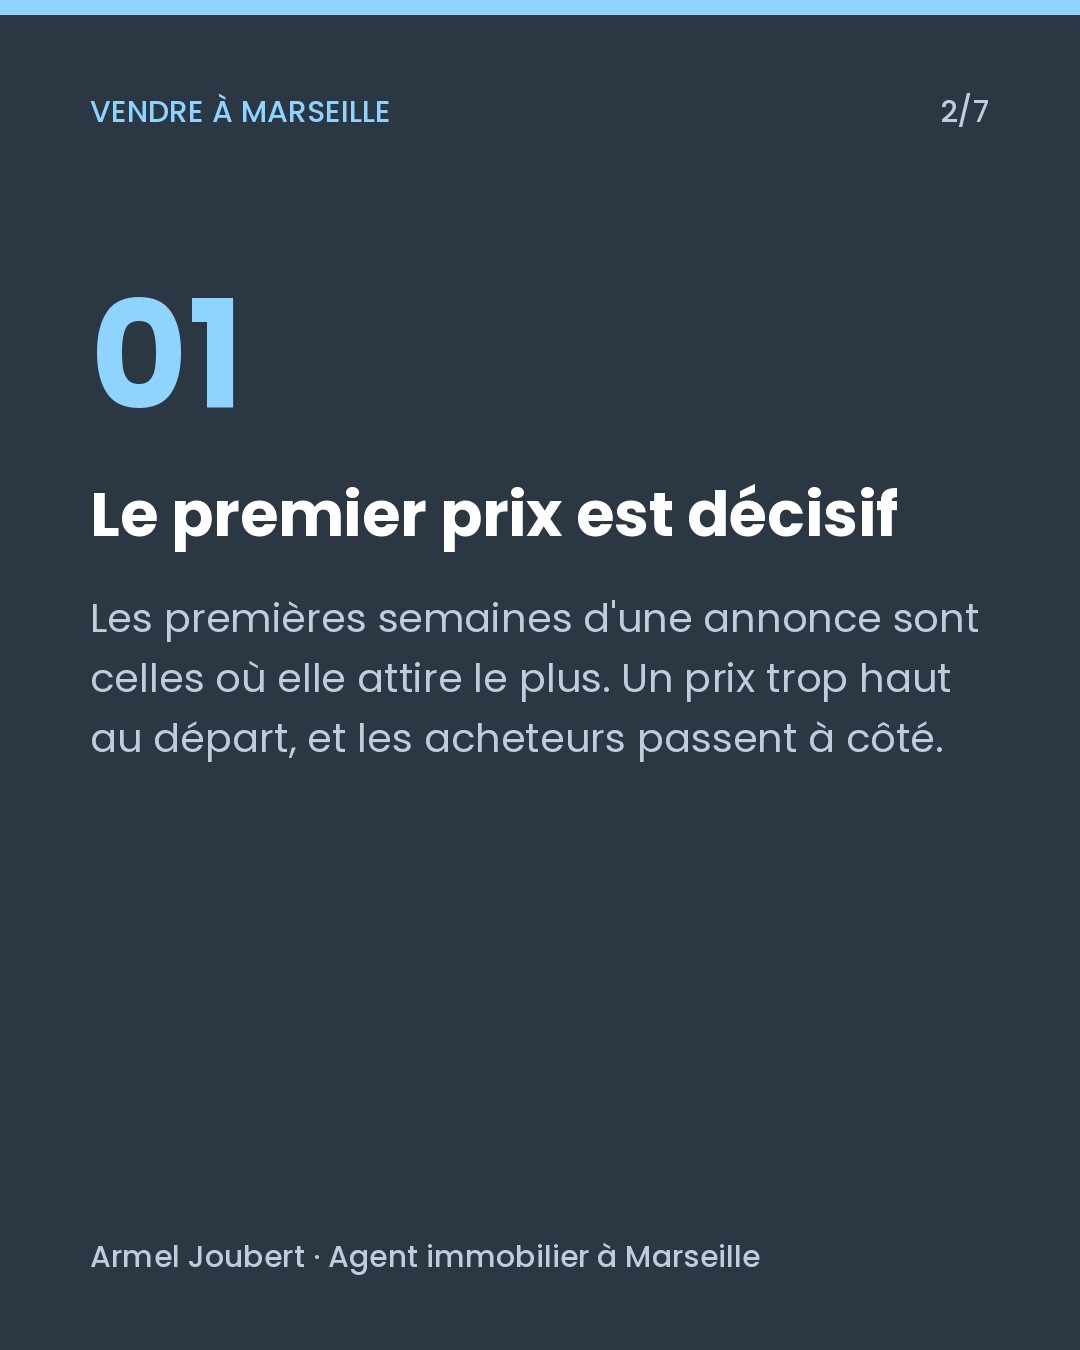 VENDRE À MARSEILLE
2/7
01
Le premier prix est décisif
Les premières semaines d'une annonce sont
celles où elle attire le plus. Un prix trop haut
au départ, et les acheteurs passent à côté.
Armel Joubert · Agent immobilier à Marseille